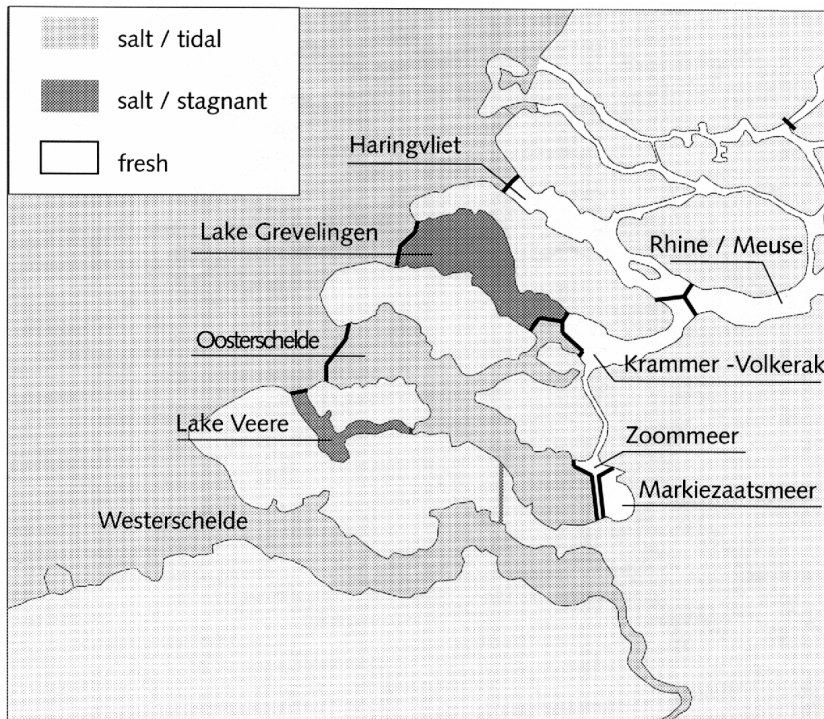 salt / tidal
salt / stagnant
fresh
Haringvliet
Lake Grevelingen
Rhine / Meuse
Oosterschelde
Krammer -Volkerak
Lake Veere
Zoommeer
Markiezaatsmeer
Westerschelde